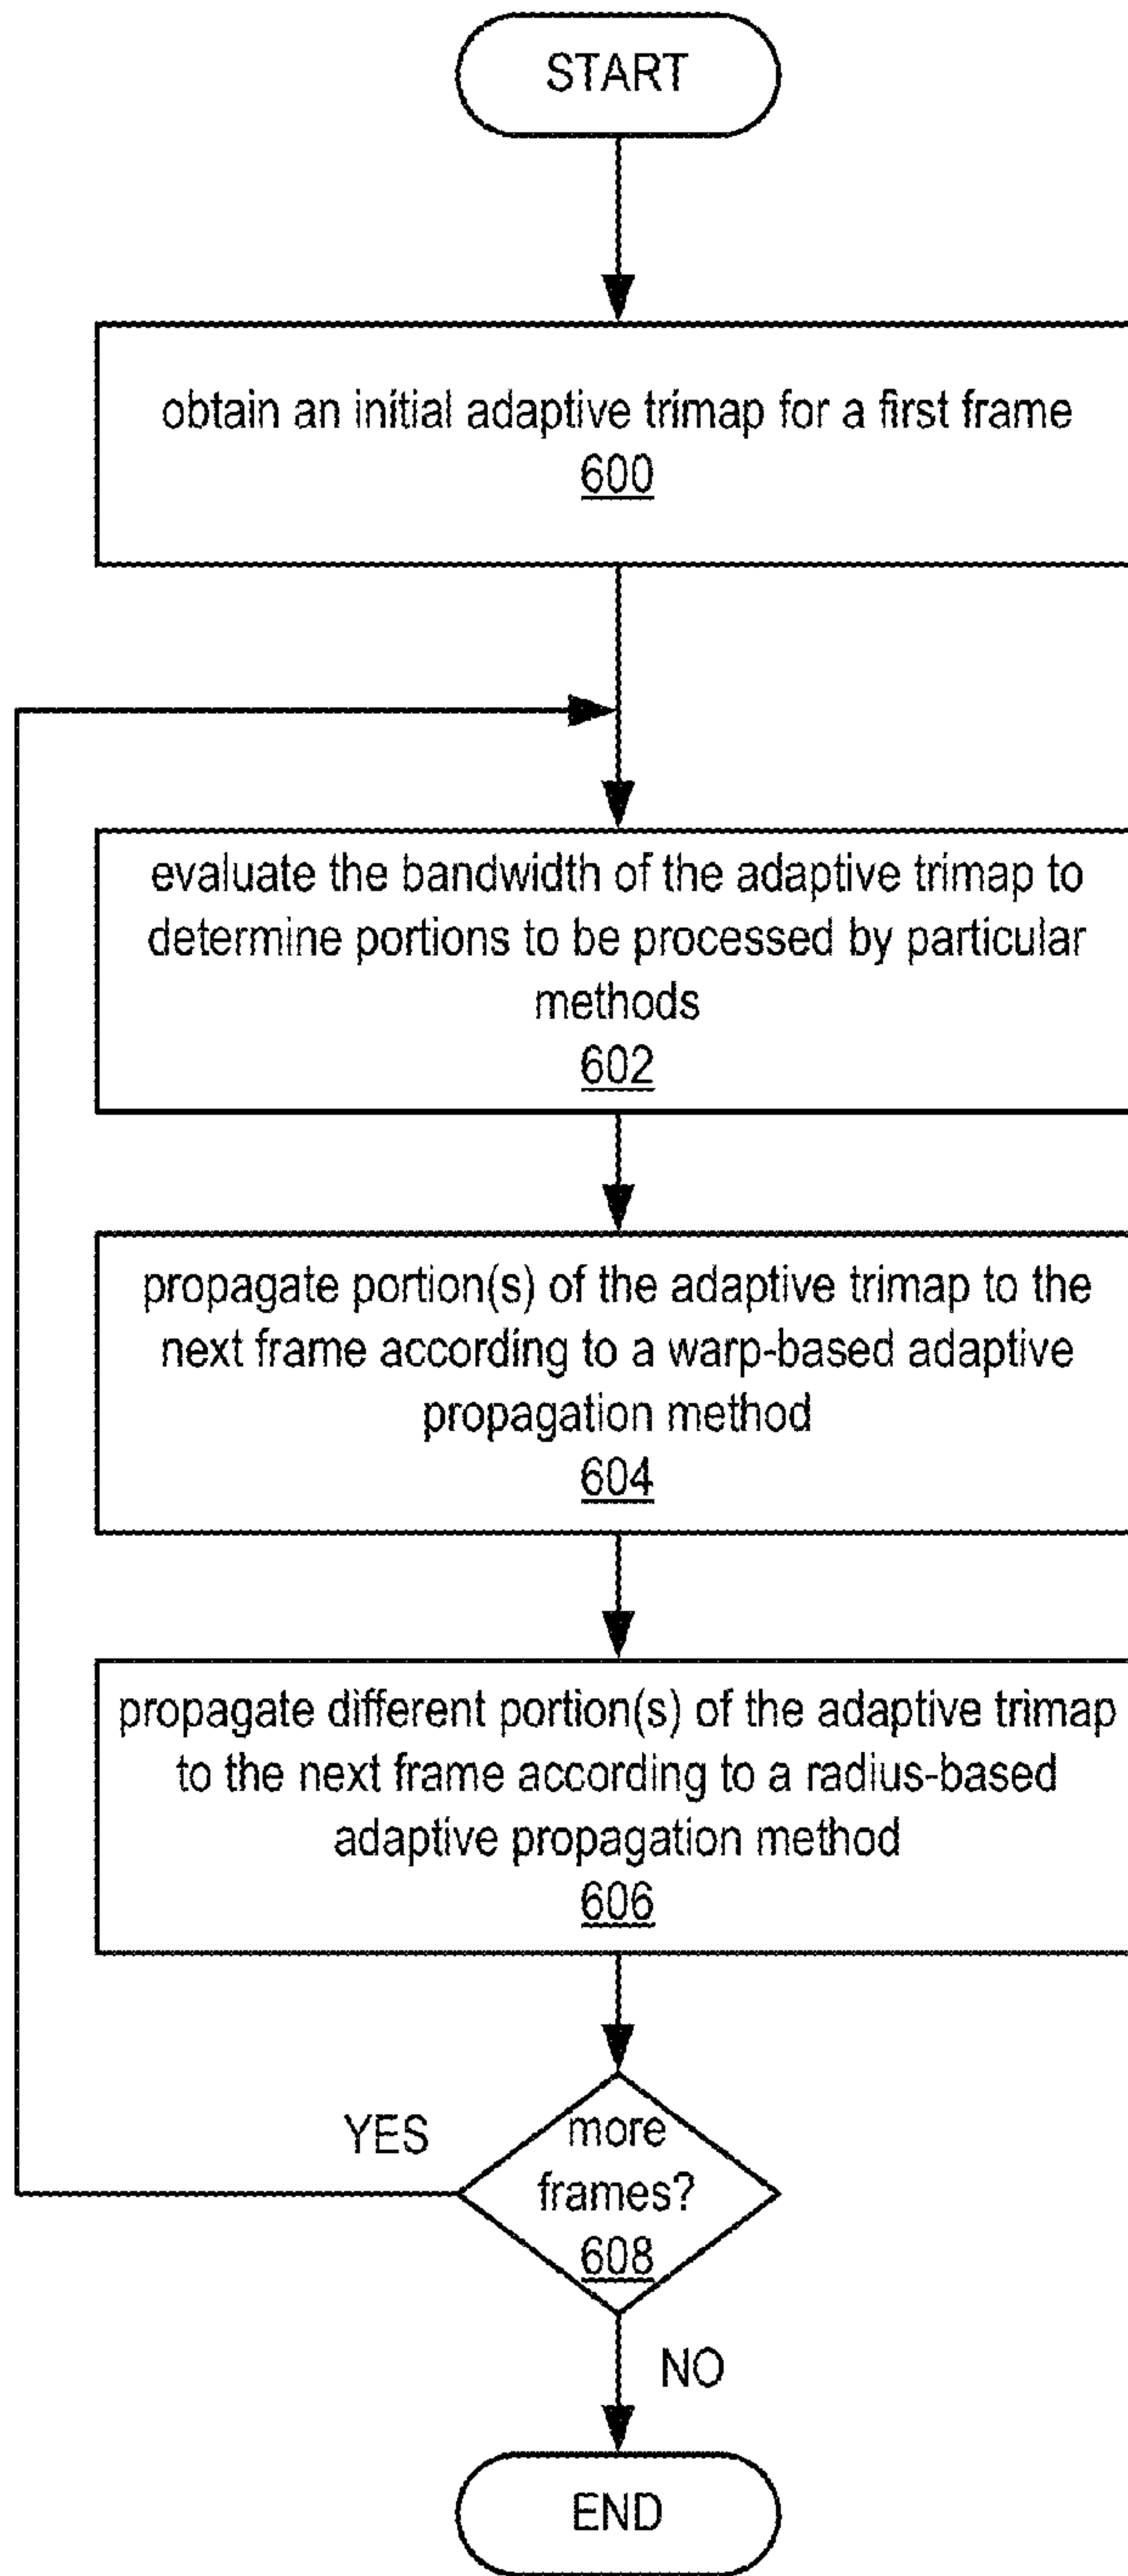 START
obtain an initial adaptive trimap for a first frame
600
evaluate the bandwidth of the adaptive trimap to
determine portions to be processed by particular
methods
602
propagate portion(s) of the adaptive trimap to the
next frame according to a warp-based adaptive
propagation method
604
propagate different portion(s) of the adaptive trimap
to the next frame according to a radius-based
adaptive propagation method
606
YES
more
frames?
608
NO
END